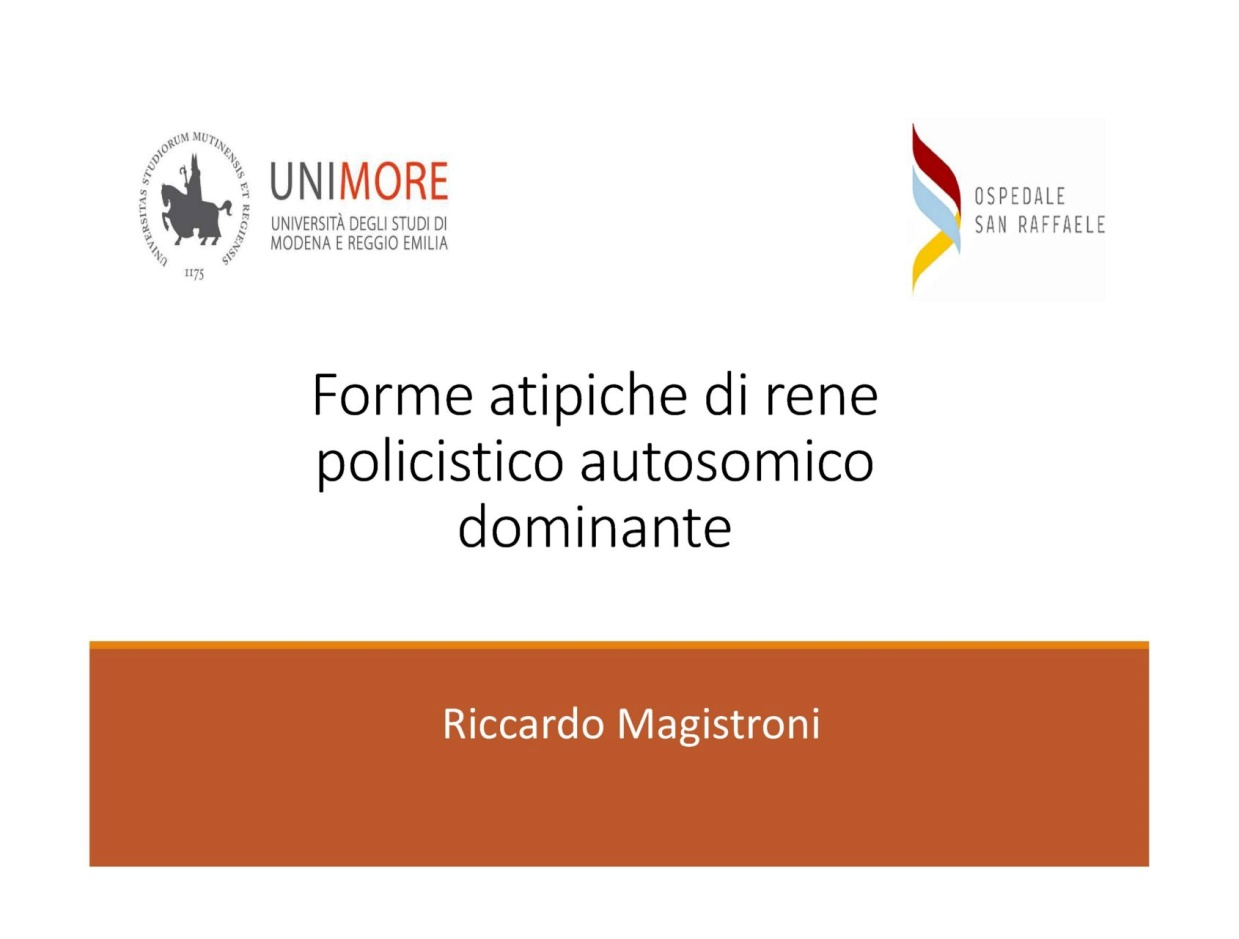 UNIVERSITAS STUDIORUM MUTINENSIS ET REGIENSIS
1175
UNIMORE
UNIVERSITÀ DEGLI STUDI DI
MODENA E REGGIO EMILIA
OSPEDALE
SAN RAFFAELE
Forme atipiche di rene
policistico autosomico
dominante
Riccardo Magistroni